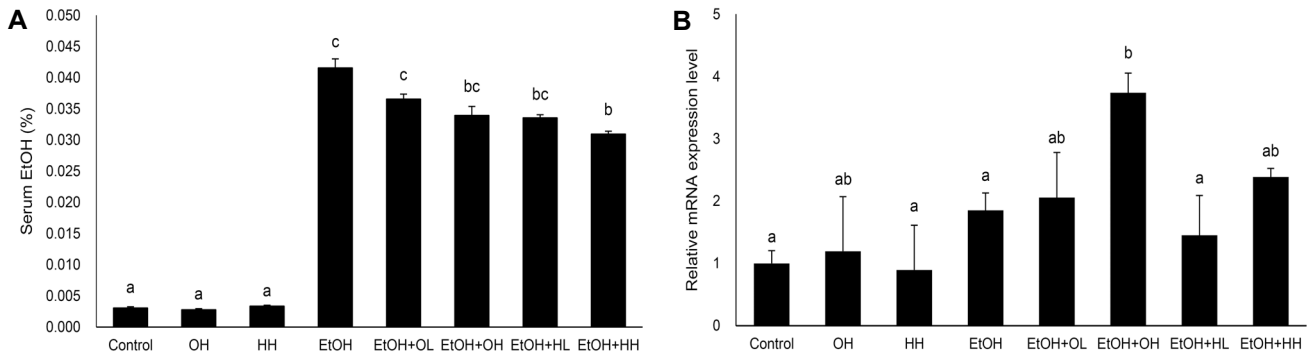 A
Serum EtOH (%)
0.050
0.045
0.040
0.035
0.030
0.025
0.020
0.015
0.010
0.005
0.000
a
a
a
c
c
bc
bc
b
Control
OH
HH
EtOH
EtOH+OL
EtOH+OH
EtOH+HL
EtOH+HH
B
Relative mRNA expression level
5
4
3
2
1
0
a
ab
a
a
ab
b
a
ab
Control
OH
HH
EtOH
EtOH+OL
EtOH+OH
EtOH+HL
EtOH+HH